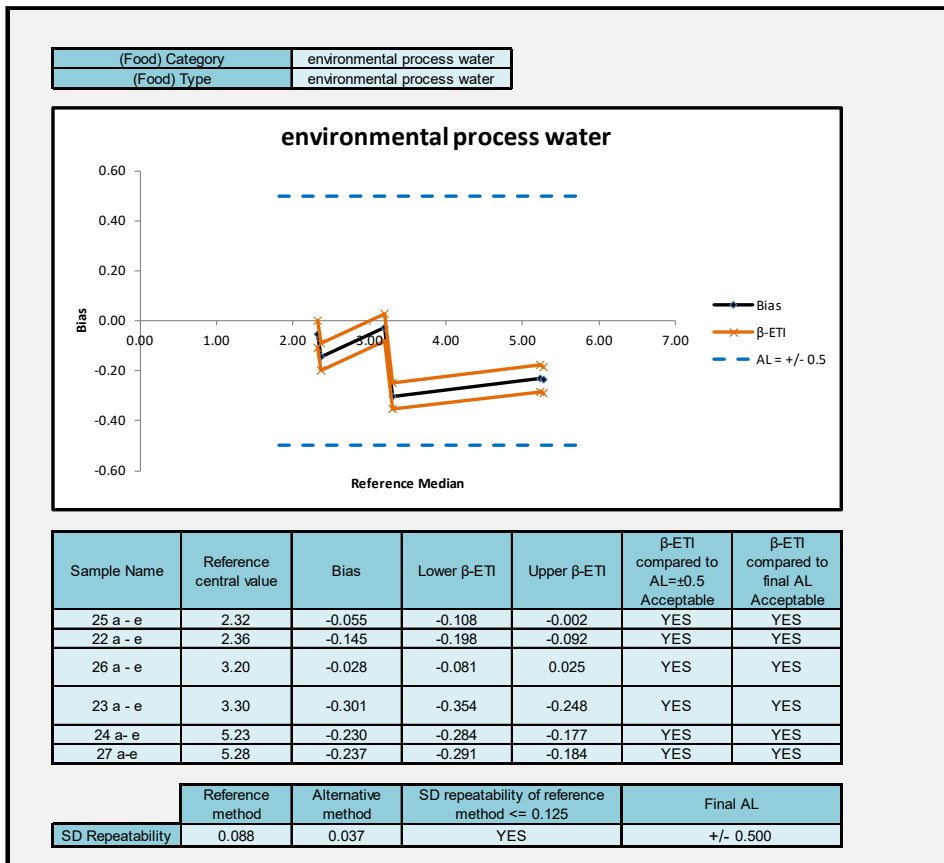 (Food) Category environmental process water
(Food) Type environmental process water
environmental process water
0.60
0.40
0.20
0.00
-0.20
-0.40
-0.60
0.00 1.00 2.00 3.00 4.00 5.00 6.00 7.00
Bias
Reference Median
Bias
β-ETI
AL = +/- 0.5
Sample Name
Reference
central value
Bias
Lower β-ETI
Upper β-ETI
β-ETI
compared to
AL=±0.5
Acceptable
β-ETI
compared to
final AL
Acceptable
25 a - e 2.32 -0.055 -0.108 -0.002 YES YES
22 a - e 2.36 -0.145 -0.198 -0.092 YES YES
26 a - e 3.20 -0.028 -0.081 0.025 YES YES
23 a - e 3.30 -0.301 -0.354 -0.248 YES YES
24 a- e 5.23 -0.230 -0.284 -0.177 YES YES
27 a-e 5.28 -0.237 -0.291 -0.184 YES YES
Reference
method
Alternative
method
SD repeatability of reference
method <= 0.125
Final AL
SD Repeatability 0.088 0.037 YES +/- 0.500